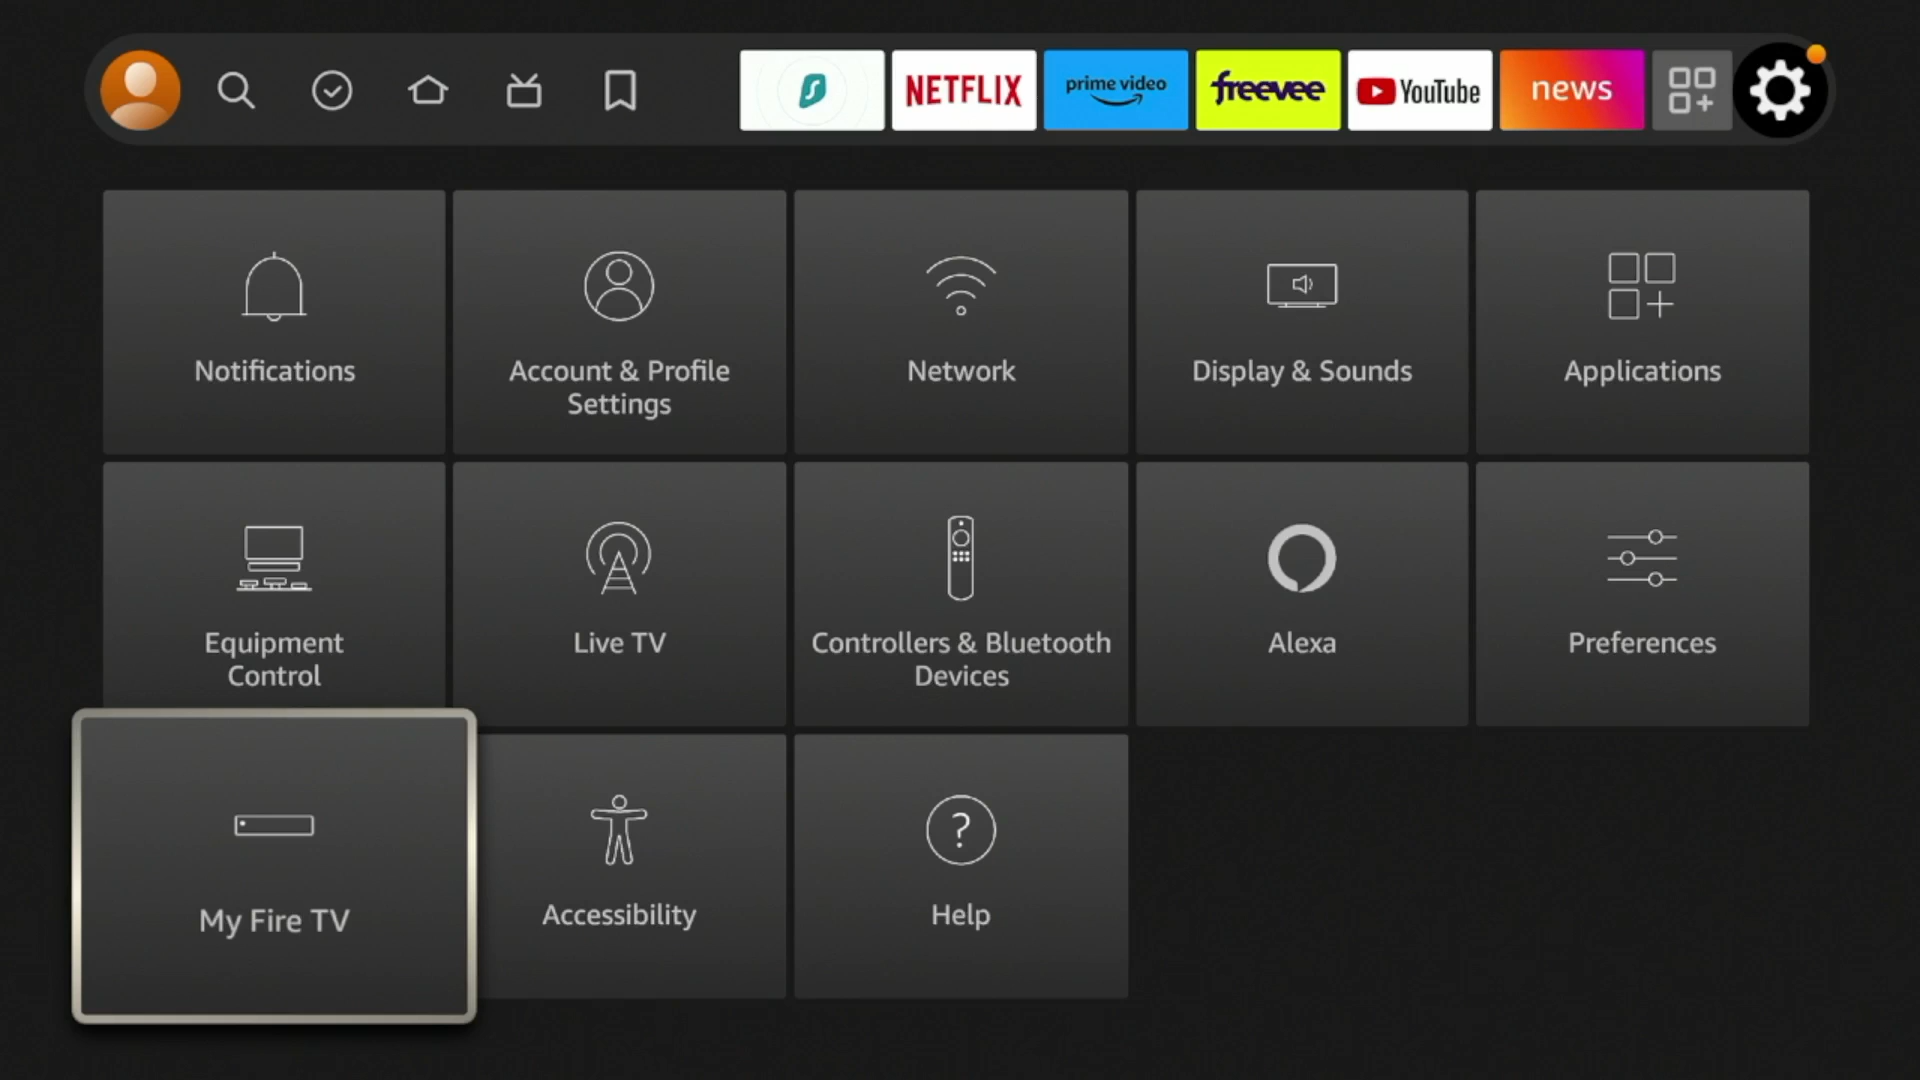 NETFLIX
prime video
freevee
YouTube
news
Notifications
Account & Profile
Settings
Network
Display & Sounds
Applications
Equipment
Control
Live TV
Controllers & Bluetooth
Devices
Alexa
Preferences
My Fire TV
Accessibility
?
Help